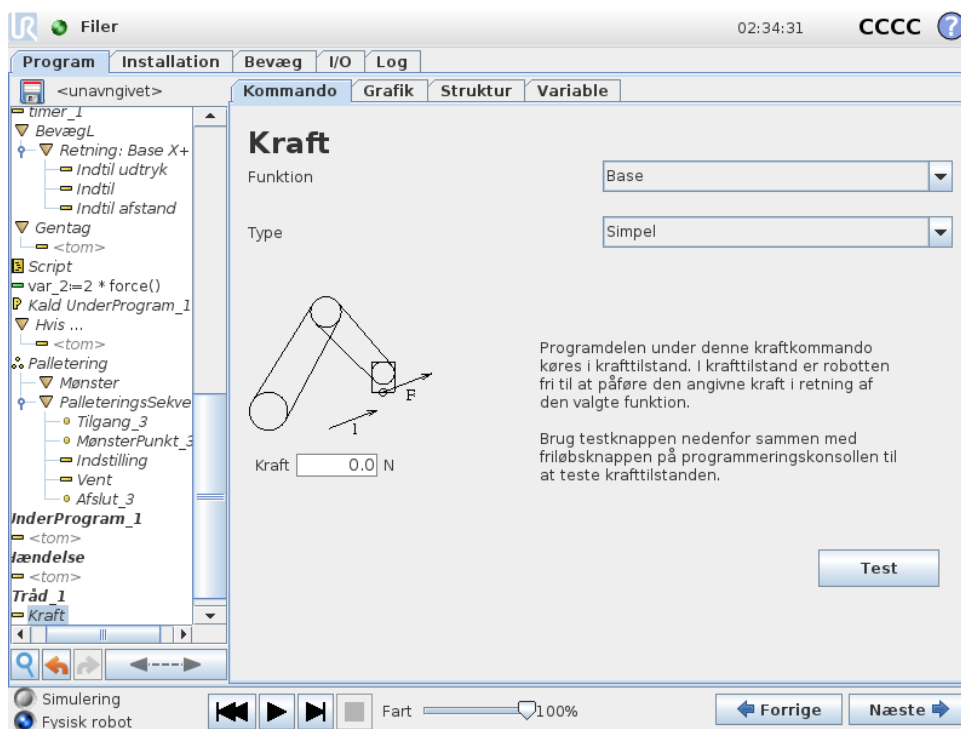 UR Filer 02:34:31 CCCC ?
Program Installation Bevæg I/O Log
<unavngivet> Kommando Grafik Struktur Variable
timer_1
BevægL
Retning: Base X+
Indtil udtryk
Indtil
Indtil afstand
Gentag
<tom>
Script
var_2:=2 * force()
Kald UnderProgram_1
Hvis ...
<tom>
Palletering
Mønster
PalleteringsSekve
Tilgang_3
MønsterPunkt_3
Indstilling
Vent
Afslut_3
UnderProgram_1
<tom>
Hændelse
<tom>
Tråd_1
Kraft
Kraft
Funktion Base
Type Simpel
F
1
Kraft 0.0 N
Programdelen under denne kraftkommando
køres i krafttilstand. I krafttilstand er robotten
fri til at påføre den angivne kraft i retning af
den valgte funktion.
Brug testknappen nedenfor sammen med
friløbsknappen på programmeringskonsollen til
at teste krafttilstanden.
Test
Simulering
Fysisk robot
Fart 100%
Forrige Næste